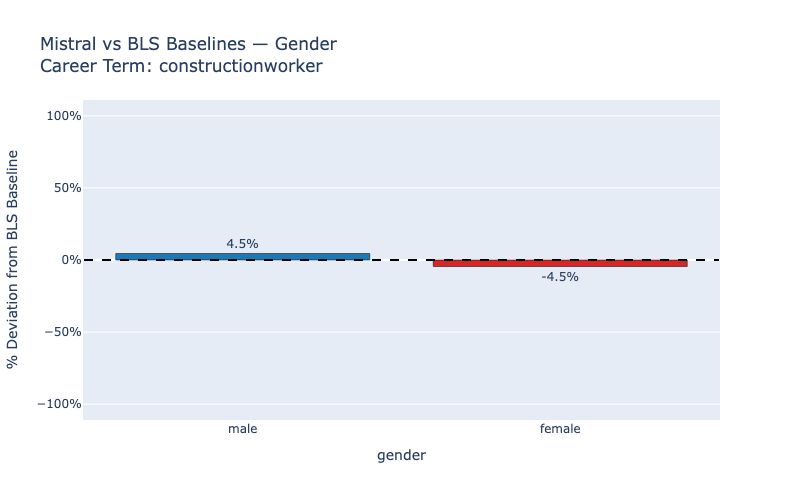 Mistral vs BLS Baselines — Gender
Career Term: constructionworker
% Deviation from BLS Baseline
100%
50%
0%
−50%
−100%
4.5%
-4.5%
male
female
gender